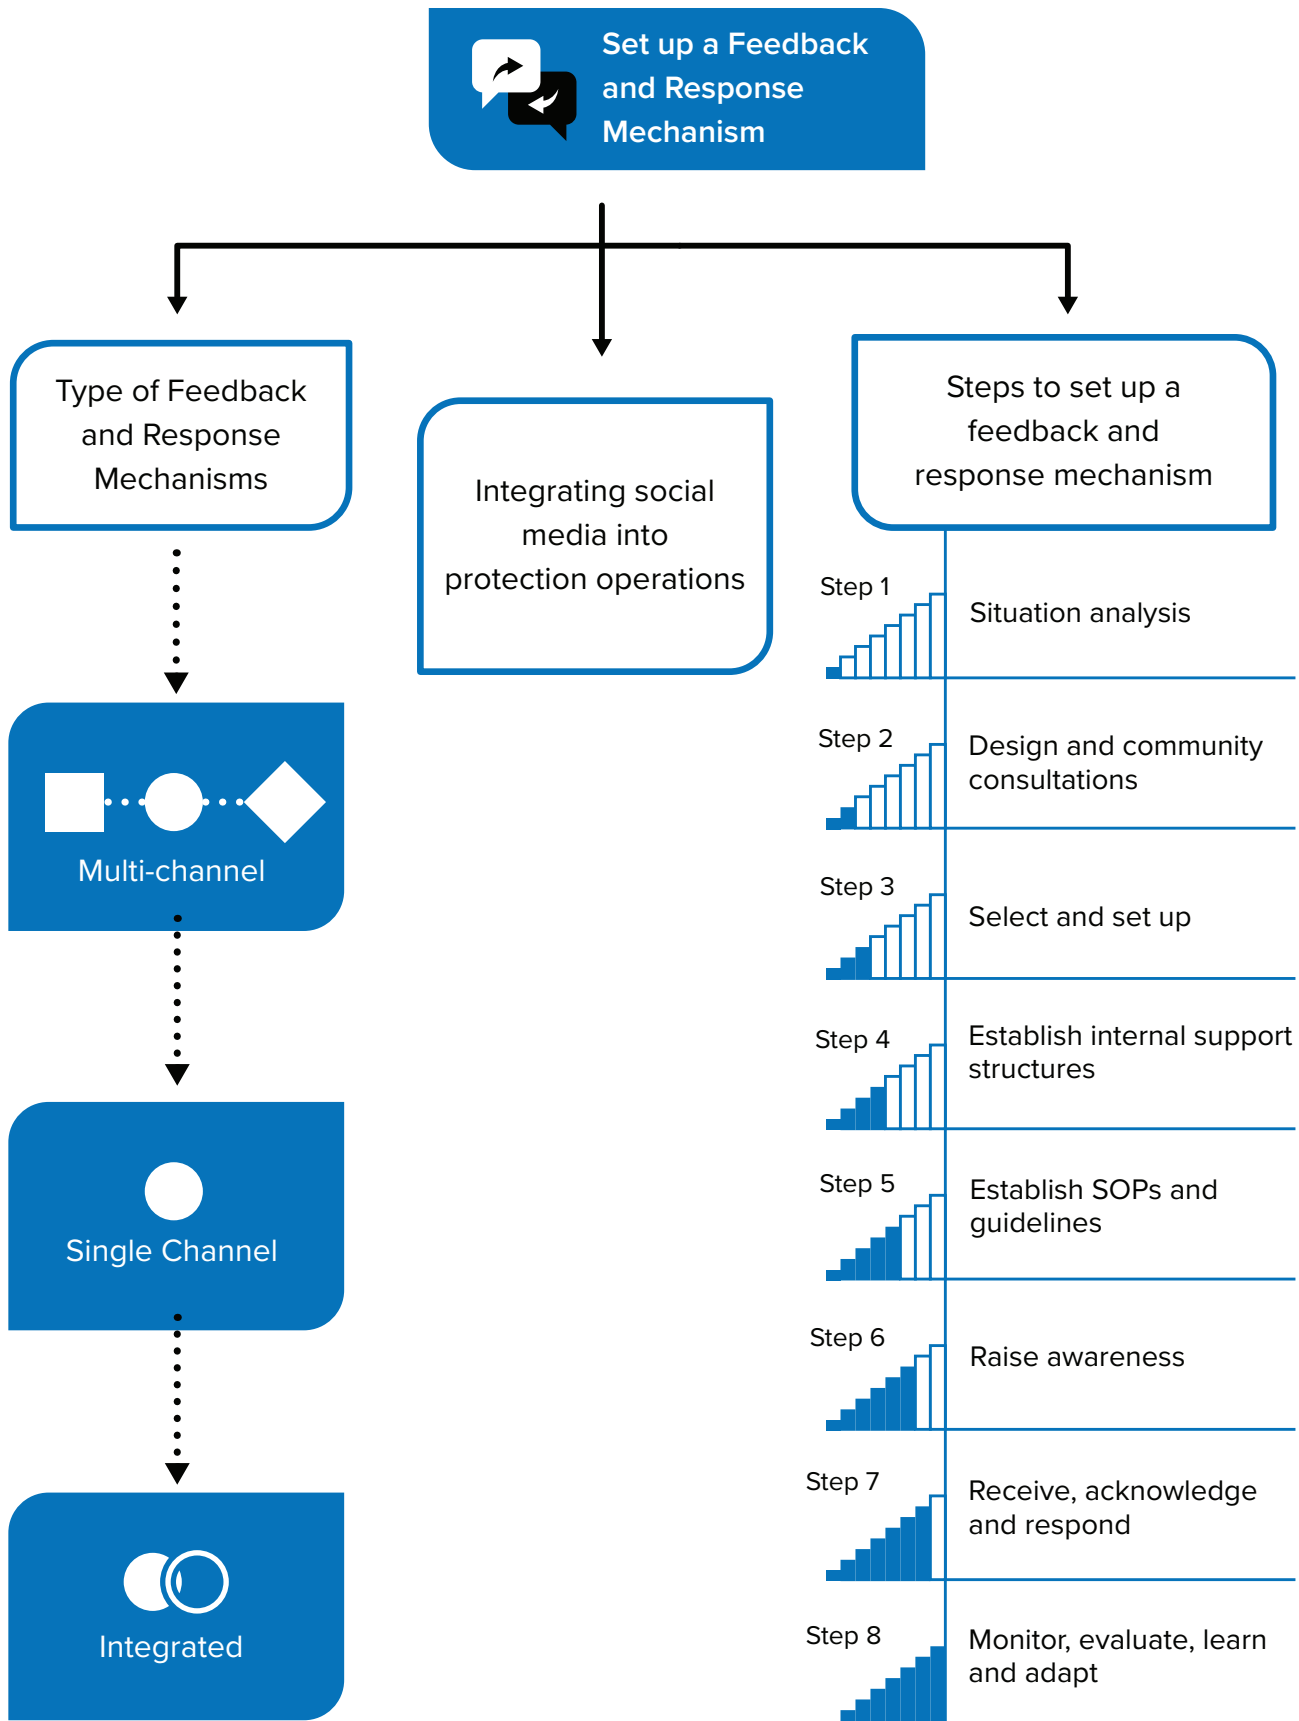 Set up a Feedback
and Response
Mechanism
Type of Feedback
and Response
Mechanisms
Multi-channel
Single Channel
Integrated
Integrating social
media into
protection operations
Steps to set up a
feedback and
response mechanism
Step 1
Situation analysis
Step 2
Design and community
consultations
Step 3
Select and set up
Step 4
Establish internal support
structures
Step 5
Establish SOPs and
guidelines
Step 6
Raise awareness
Step 7
Receive, acknowledge
and respond
Step 8
Monitor, evaluate, learn
and adapt